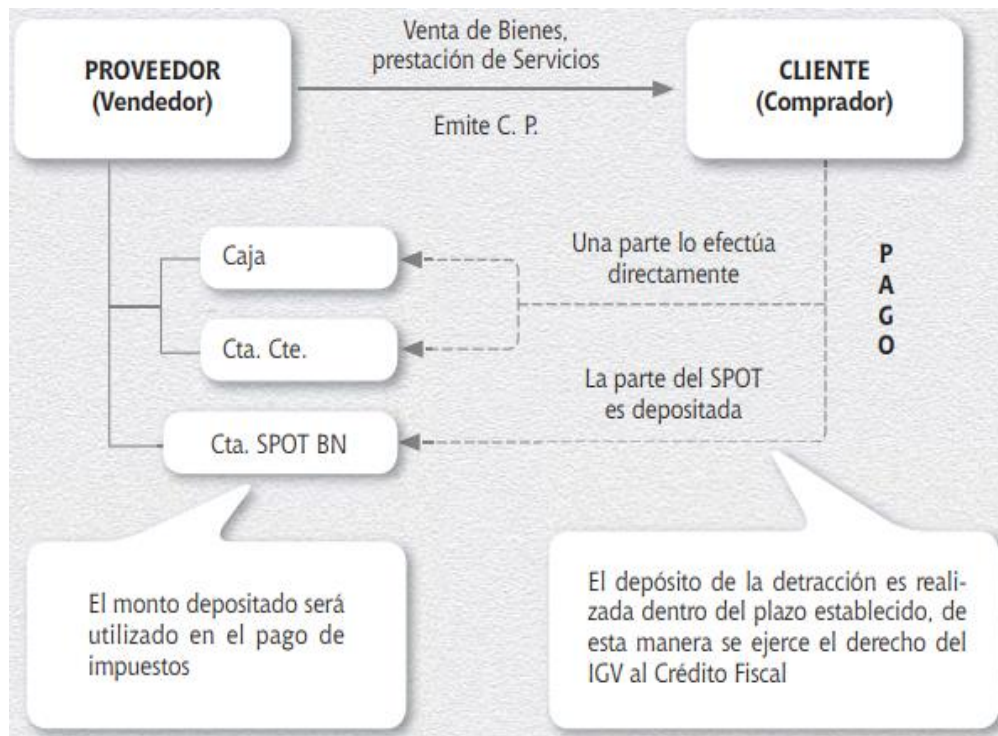 PROVEEDOR
(Vendedor)
Venta de Bienes,
prestación de Servicios
Emite C. P.
CLIENTE
(Comprador)
Caja
Cta. Cte.
Cta. SPOT BN
Una parte lo efectúa
directamente
La parte del SPOT
es depositada
P
A
G
O
El monto depositado será
utilizado en el pago de
impuestos
El depósito de la detracción es reali-
zada dentro del plazo establecido, de
esta manera se ejerce el derecho del
IGV al Crédito Fiscal